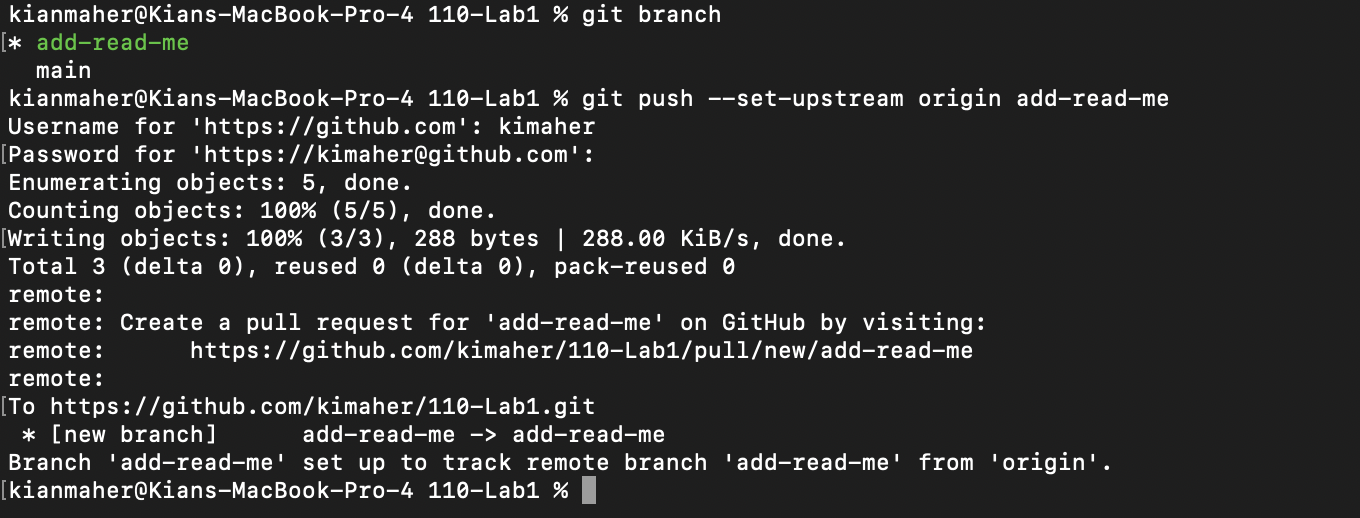 kianmaher@Kians-MacBook-Pro-4 110-Lab1 % git branch
[* add-read-me
  main
kianmaher@Kians-MacBook-Pro-4 110-Lab1 % git push --set-upstream origin add-read-me
Username for 'https://github.com': kimaher
[Password for 'https://kimaher@github.com':
Enumerating objects: 5, done.
Counting objects: 100% (5/5), done.
[Writing objects: 100% (3/3), 288 bytes | 288.00 KiB/s, done.
Total 3 (delta 0), reused 0 (delta 0), pack-reused 0
remote:
remote: Create a pull request for 'add-read-me' on GitHub by visiting:
remote:      https://github.com/kimaher/110-Lab1/pull/new/add-read-me
remote:
[To https://github.com/kimaher/110-Lab1.git
 * [new branch]      add-read-me -> add-read-me
Branch 'add-read-me' set up to track remote branch 'add-read-me' from 'origin'.
[kianmaher@Kians-MacBook-Pro-4 110-Lab1 %